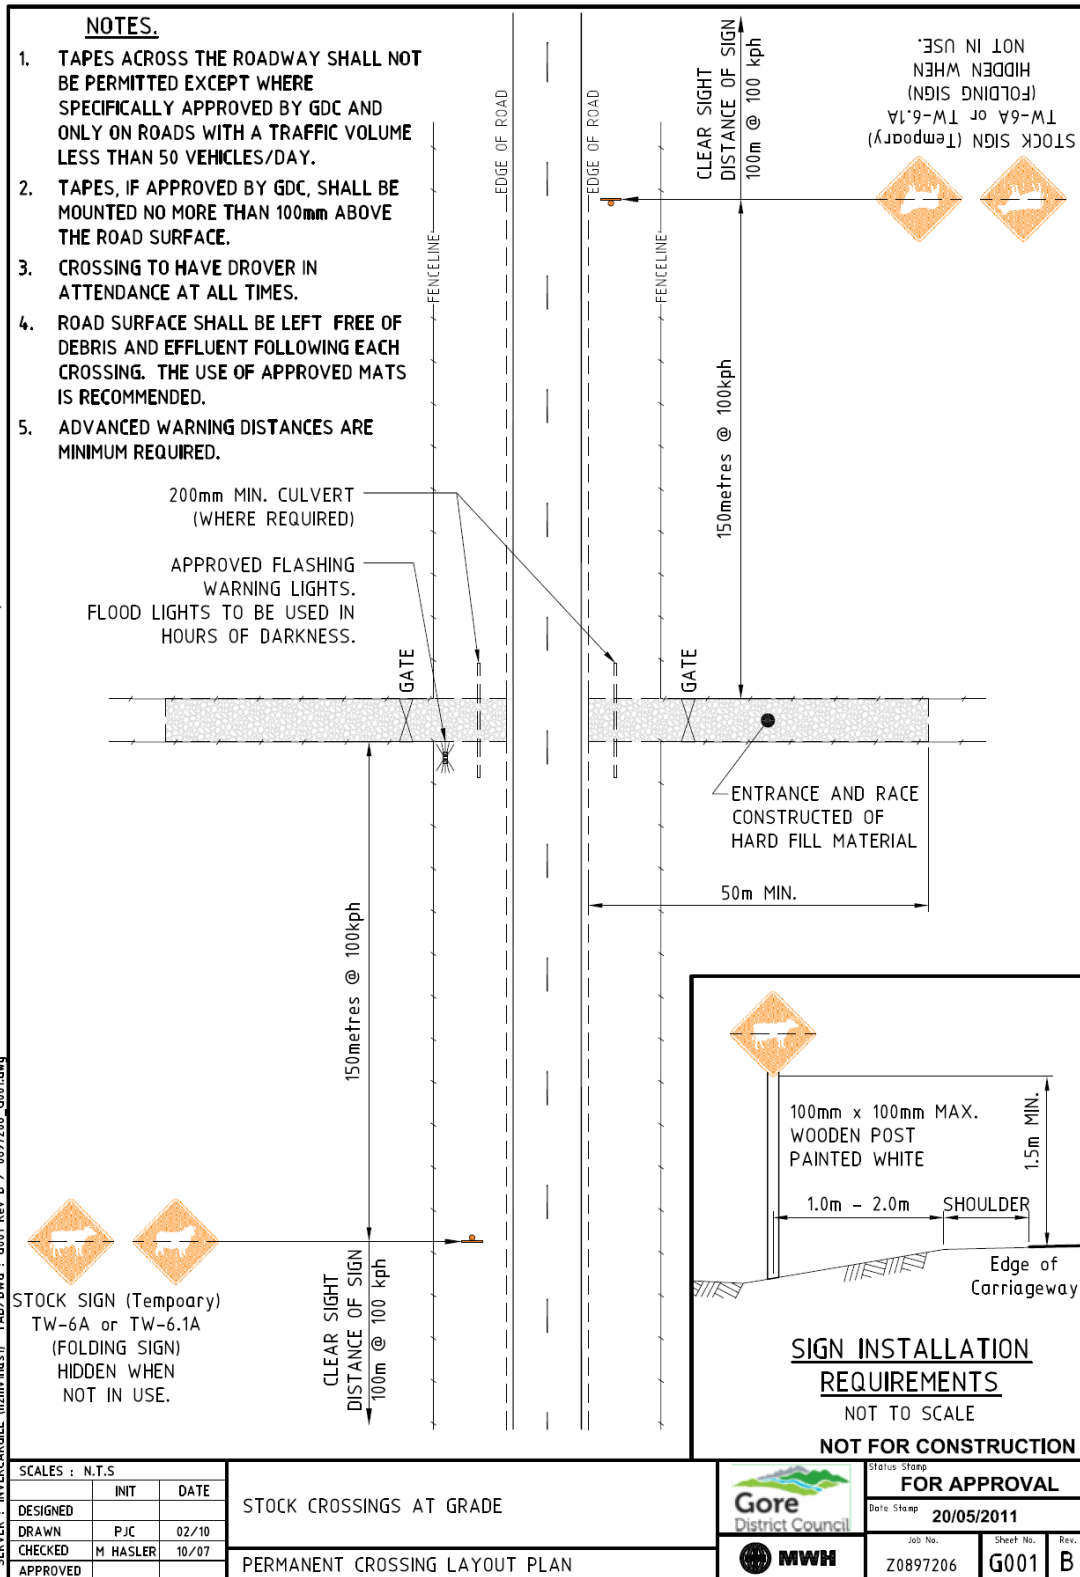 NOTES.
1. TAPES ACROSS THE ROADWAY SHALL NOT
BE PERMITTED EXCEPT WHERE
SPECIFICALLY APPROVED BY GDC AND
ONLY ON ROADS WITH A TRAFFIC VOLUME
LESS THAN 50 VEHICLES/DAY.
2. TAPES, IF APPROVED BY GDC, SHALL BE
MOUNTED NO MORE THAN 100mm ABOVE
THE ROAD SURFACE.
3. CROSSING TO HAVE DROVER IN
ATTENDANCE AT ALL TIMES.
4. ROAD SURFACE SHALL BE LEFT FREE OF
DEBRIS AND EFFLUENT FOLLOWING EACH
CROSSING. THE USE OF APPROVED MATS
IS RECOMMENDED.
5. ADVANCED WARNING DISTANCES ARE
MINIMUM REQUIRED.
EDGE OF ROAD
EDGE OF ROAD
FENCELINE
FENCELINE
CLEAR SIGHT
DISTANCE OF SIGN
100m @ 100 kph
STOCK SIGN (Tempoary)
TW-6A or TW-6.1A
(FOLDING SIGN)
HIDDEN WHEN
NOT IN USE.
150metres @ 100kph
200mm MIN. CULVERT
(WHERE REQUIRED)
APPROVED FLASHING
WARNING LIGHTS.
FLOOD LIGHTS TO BE USED IN
HOURS OF DARKNESS.
GATE
GATE
ENTRANCE AND RACE
CONSTRUCTED OF
HARD FILL MATERIAL
50m MIN.
150metres @ 100kph
STOCK SIGN (Tempoary)
TW-6A or TW-6.1A
(FOLDING SIGN)
HIDDEN WHEN
NOT IN USE.
CLEAR SIGHT
DISTANCE OF SIGN
100m @ 100 kph
100mm x 100mm MAX.
WOODEN POST
PAINTED WHITE
1.5m MIN.
1.0m - 2.0m
SHOULDER
Edge of
Carriageway
SIGN INSTALLATION
REQUIREMENTS
NOT TO SCALE
NOT FOR CONSTRUCTION
SCALES : N.T.S
INIT DATE
DESIGNED
DRAWN PJC 02/10
CHECKED M HASLER 10/07
APPROVED
STOCK CROSSINGS AT GRADE
PERMANENT CROSSING LAYOUT PLAN
Gore
District Council
MWH
Status Stamp
FOR APPROVAL
Date Stamp 20/05/2011
Job No. Sheet No. Rev.
Z0897206 G001 B